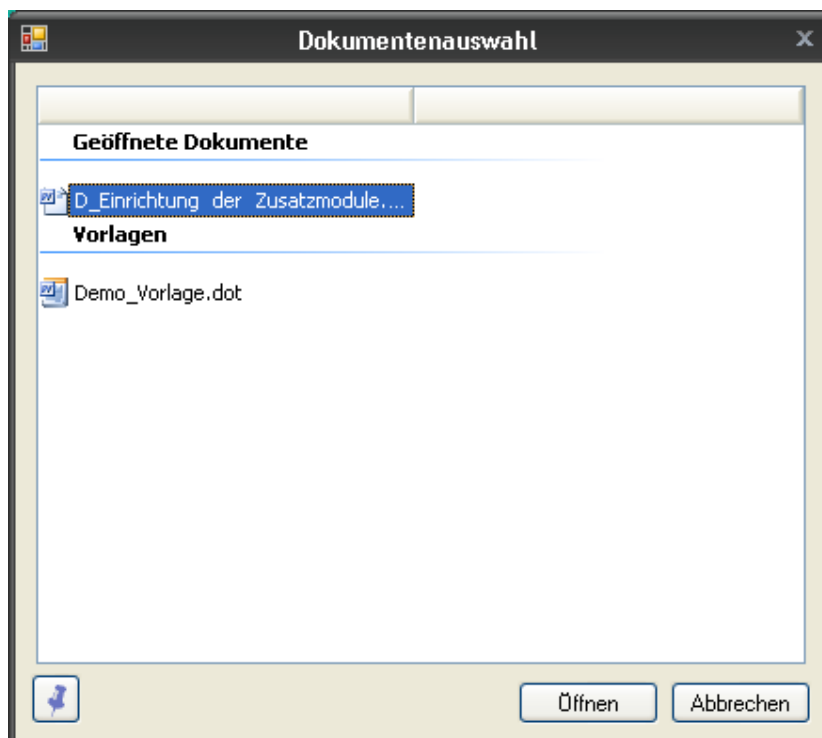 Dokumentenauswahl
Geöffnete Dokumente
D_Einrichtung der Zusatzmodule....
Vorlagen
Demo_Vorlage.dot
Öffnen
Abbrechen